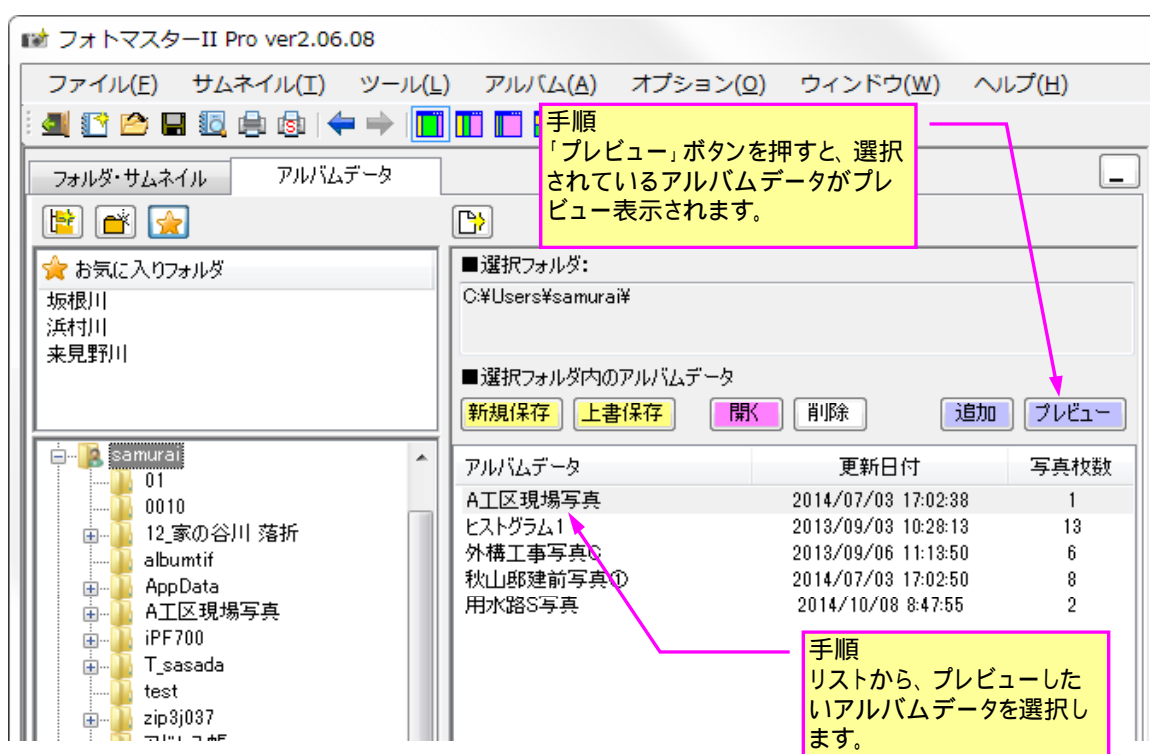 フォトマスターII Pro ver2.06.08
ファイル(F) サムネイル(T) ツール(L) アルバム(A) オプション(O) ウィンドウ(W) ヘルプ(H)
手順
「プレビュー」ボタンを押すと、選択
されているアルバムデータがプレ
ビュー表示されます。
フォルダ・サムネイル アルバムデータ
お気に入りフォルダ
坂根川
浜村川
来見野川
■選択フォルダ:
C:¥Users¥samurai¥
■選択フォルダ内のアルバムデータ
新規保存 上書保存 開く 削除 追加 プレビュー
アルバムデータ 更新日付 写真枚数
A工区現場写真 2014/07/03 17:02:38 1
ヒストグラム1 2013/09/03 10:28:13 13
外構工事写真C 2013/09/06 11:13:50 6
秋山邸建前写真① 2014/07/03 17:02:50 8
用水路S写真 2014/10/08 8:47:55 2
samurai
01
0010
12_家の谷川 落折
albumtif
AppData
A工区現場写真
iPF700
T_sasada
test
zip3j037
手順
リストから、プレビューした
いアルバムデータを選択し
ます。